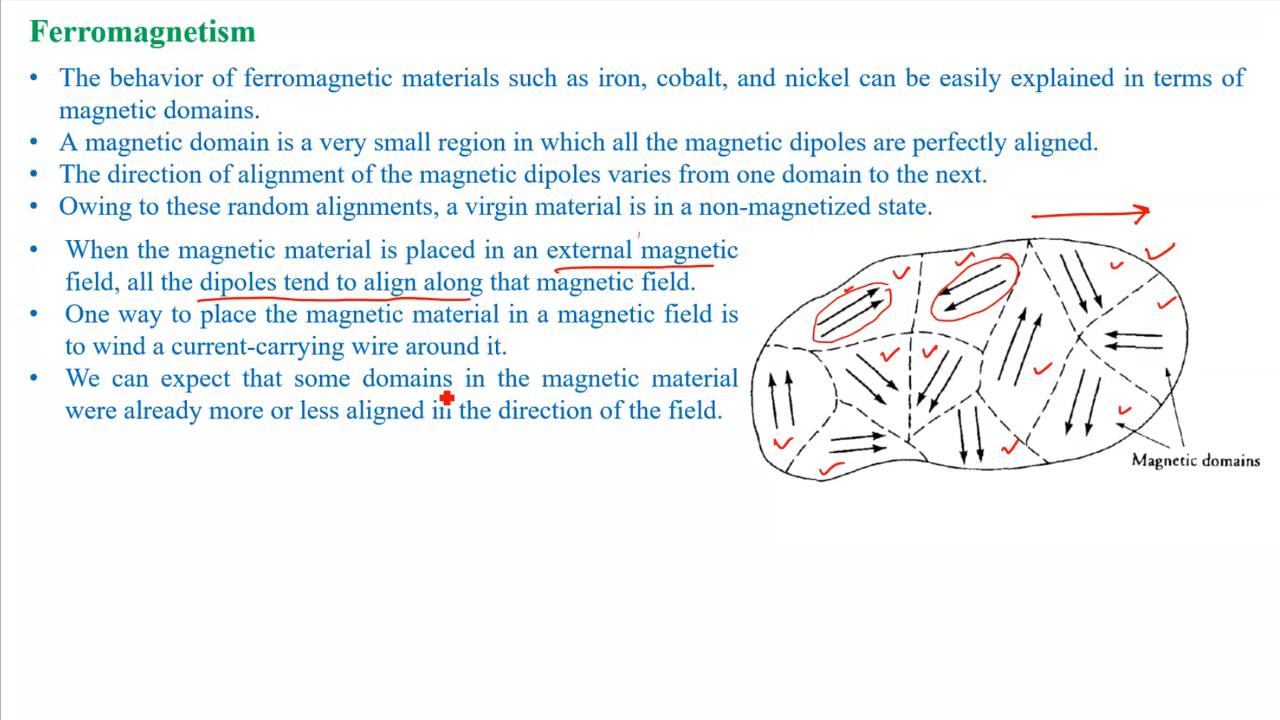 Ferromagnetism
• The behavior of ferromagnetic materials such as iron, cobalt, and nickel can be easily explained in terms of
magnetic domains.
• A magnetic domain is a very small region in which all the magnetic dipoles are perfectly aligned.
• The direction of alignment of the magnetic dipoles varies from one domain to the next.
• Owing to these random alignments, a virgin material is in a non-magnetized state.
• When the magnetic material is placed in an external magnetic
field, all the dipoles tend to align along that magnetic field.
• One way to place the magnetic material in a magnetic field is
to wind a current-carrying wire around it.
• We can expect that some domains in the magnetic material
were already more or less aligned in the direction of the field.
Magnetic domains